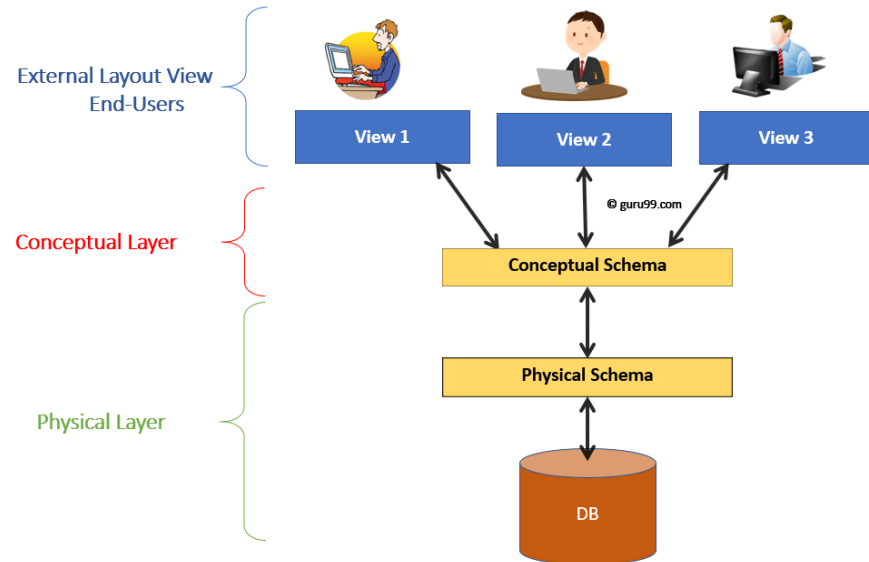 External Layout View
End-Users
View 1
View 2
View 3
© guru99.com
Conceptual Layer
Conceptual Schema
Physical Schema
Physical Layer
DB